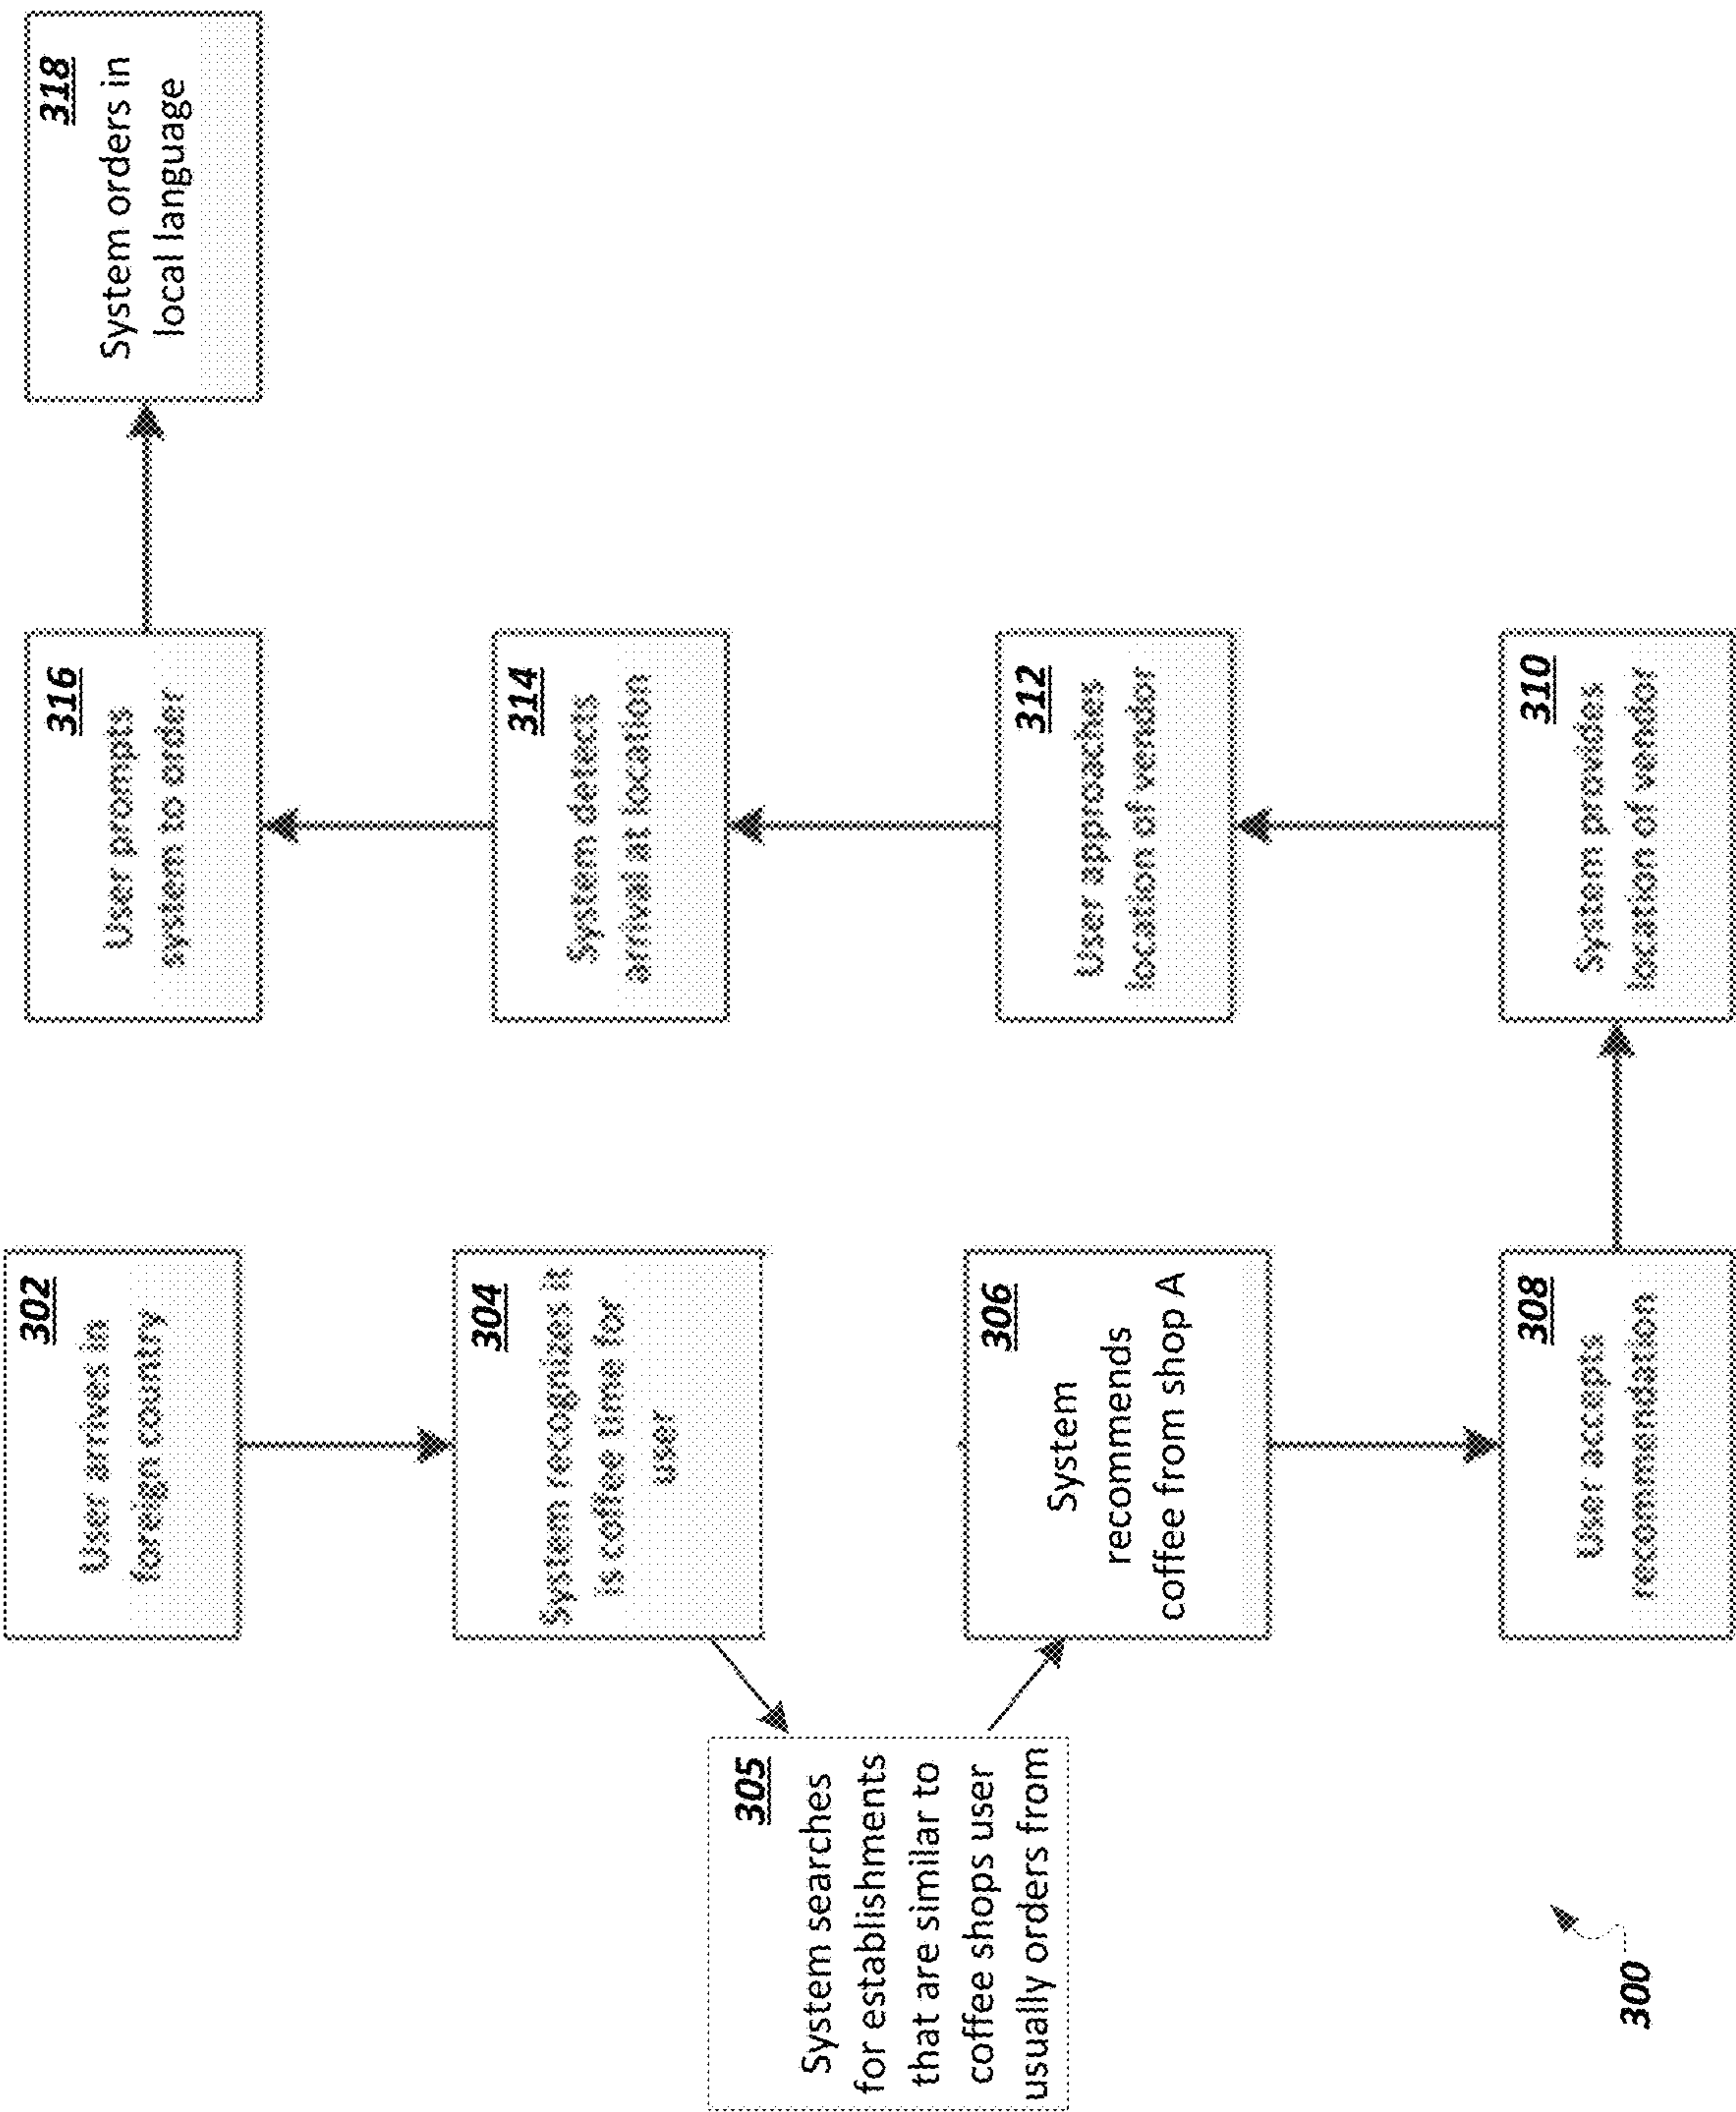 302
User arrives in
foreign country
304
System recognizes it
is coffee time for
user
305
System searches
for establishments
that are similar to
coffee shops user
usually orders from
306
System
recommends
coffee from shop A
308
User accepts
recommendation
310
System provides
location of vendor
312
User approaches
location of vendor
314
System detects
arrival at location
316
User prompts
system to order
318
System orders in
local language
300